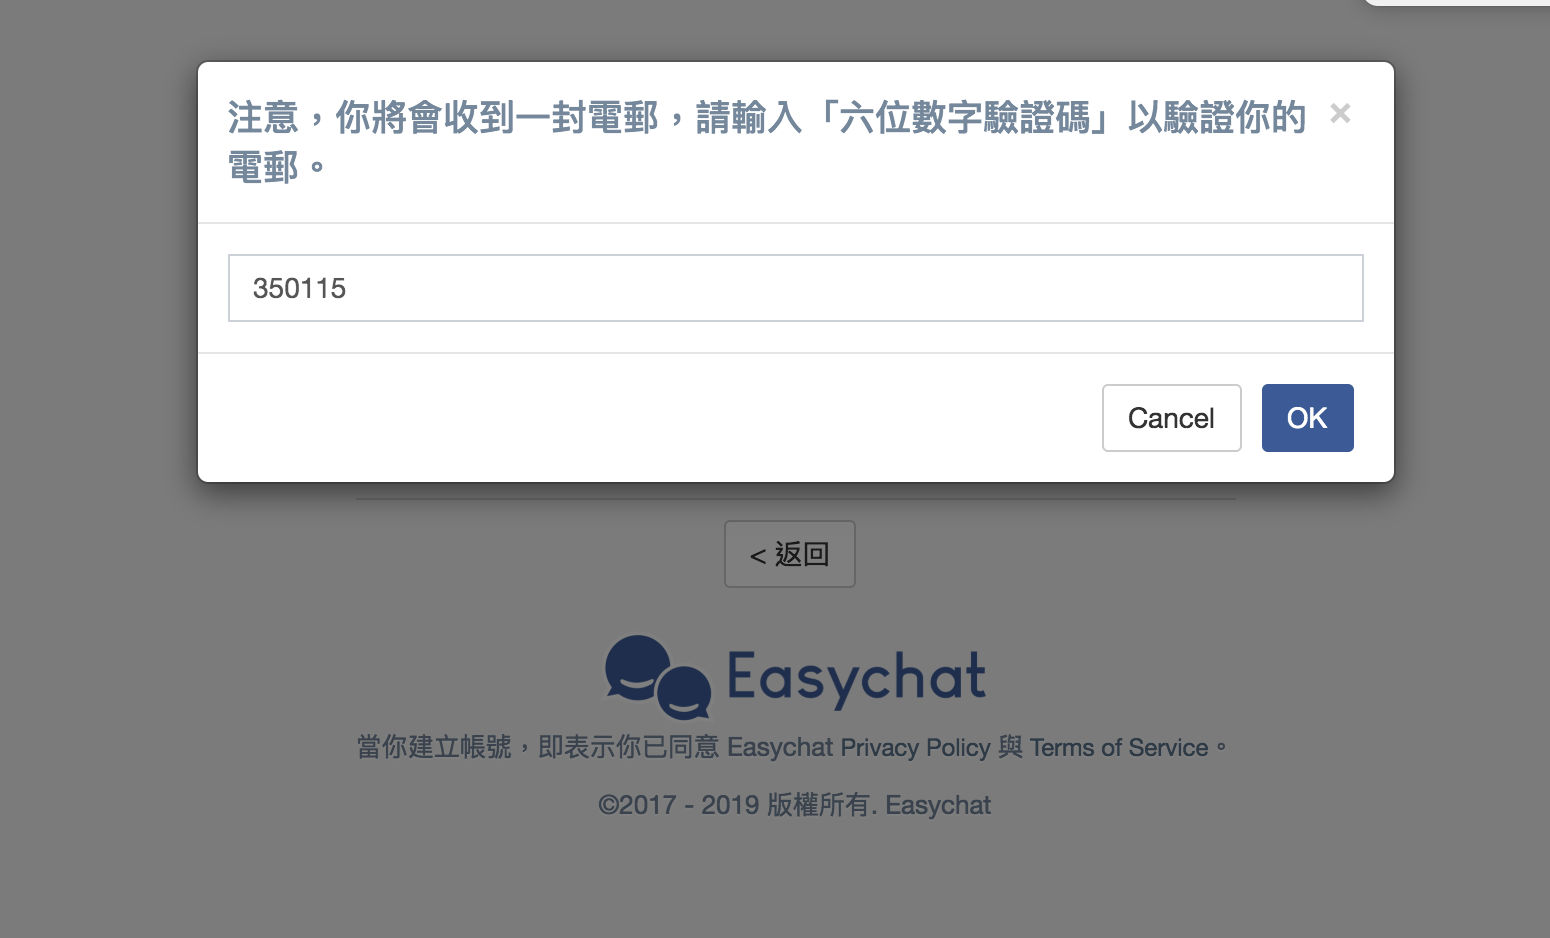 注意，你將會收到一封電郵，請輸入「六位數字驗證碼」以驗證你的
電郵。
×
350115
Cancel
OK
< 返回
Easychat
當你建立帳號，即表示你已同意 Easychat Privacy Policy 與 Terms of Service。
©2017 - 2019 版權所有. Easychat